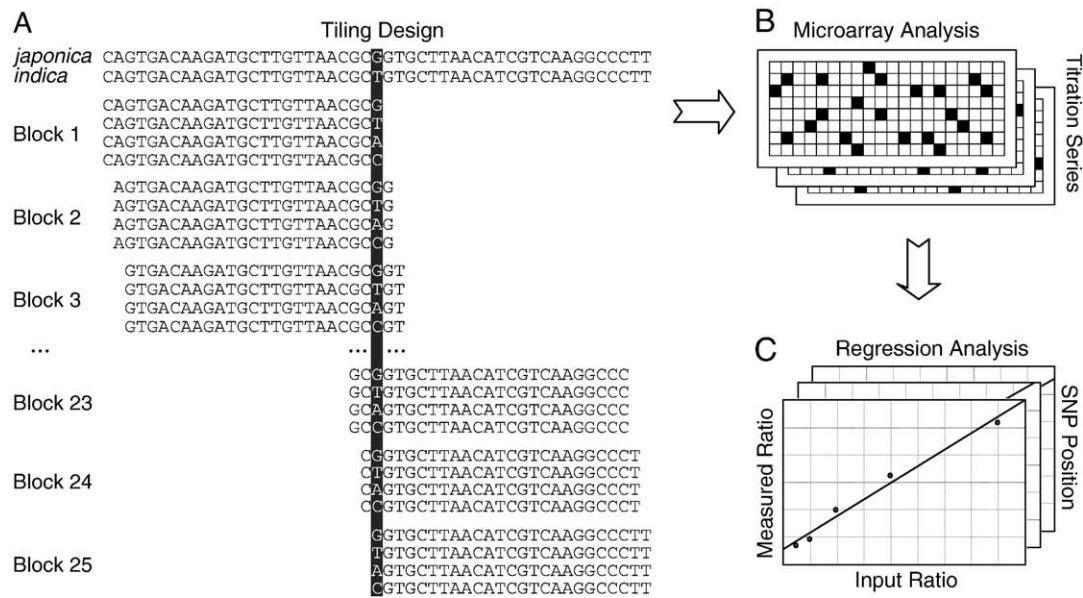 A
Tiling Design
japonica CAGTGACAAGATGCTTGTTAACGCGGTGCTTAACATCGTCAAGGCCCTT
indica CAGTGACAAGATGCTTGTTAACGCTGTGCTTAACATCGTCAAGGCCCTT
Block 1
CAGTGACAAGATGCTTGTTAACGCG
CAGTGACAAGATGCTTGTTAACGCT
CAGTGACAAGATGCTTGTTAACGCA
CAGTGACAAGATGCTTGTTAACGCC
Block 2
AGTGACAAGATGCTTGTTAACGCGG
AGTGACAAGATGCTTGTTAACGCTG
AGTGACAAGATGCTTGTTAACGCAG
AGTGACAAGATGCTTGTTAACGCCG
Block 3
GTGACAAGATGCTTGTTAACGCGGT
GTGACAAGATGCTTGTTAACGCTGT
GTGACAAGATGCTTGTTAACGCAGT
GTGACAAGATGCTTGTTAACGCCGT
... ... ...
Block 23
GCGGTGCTTAACATCGTCAAGGCCC
GCTGTGCTTAACATCGTCAAGGCCC
GCAGTGCTTAACATCGTCAAGGCCC
GCCGTGCTTAACATCGTCAAGGCCC
Block 24
CGGTGCTTAACATCGTCAAGGCCCT
CTGTGCTTAACATCGTCAAGGCCCT
CAGTGCTTAACATCGTCAAGGCCCT
CCGTGCTTAACATCGTCAAGGCCCT
Block 25
GGTGCTTAACATCGTCAAGGCCCTT
TGTGCTTAACATCGTCAAGGCCCTT
AGTGCTTAACATCGTCAAGGCCCTT
CGTGCTTAACATCGTCAAGGCCCTT
B
Microarray Analysis
Titration Series
C
Regression Analysis
SNP Position
Measured Ratio
Input Ratio